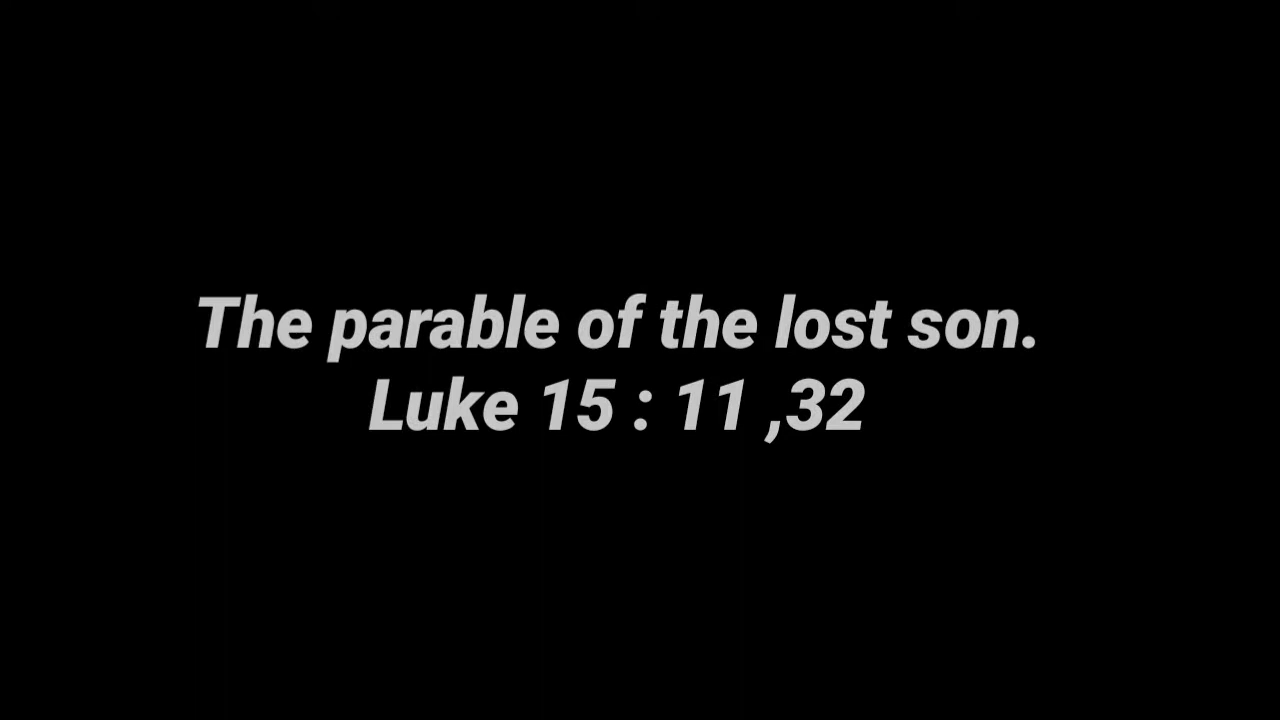 The parable of the lost son.
Luke 15 : 11 ,32